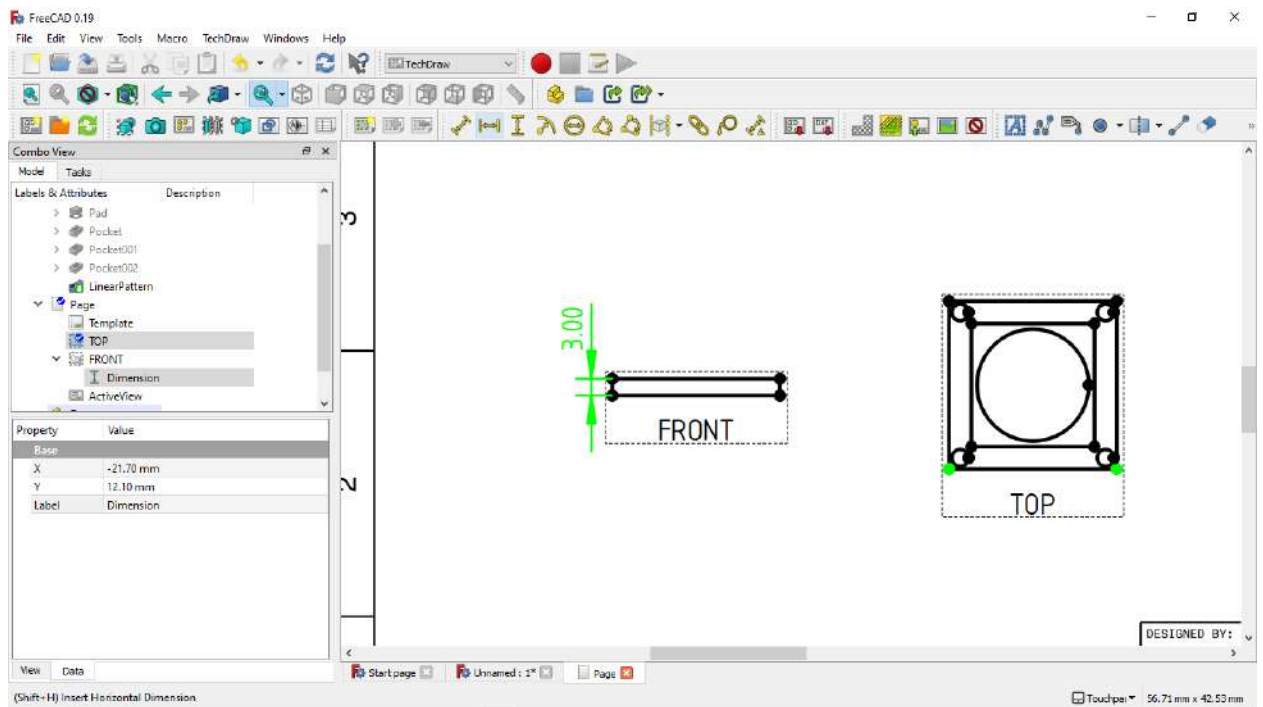 FreeCAD 0.19
File Edit View Tools Macro TechDraw Windows Help
TechDraw
Combo View
Model Tasks
Labels & Attributes Description
Pad
Pocket
Pocket001
Pocket002
LinearPattern
Page
Template
TOP
FRONT
Dimension
ActiveView
Property Value
Base
X -21.70 mm
Y 12.10 mm
Label Dimension
View Data
3
2
3.00
FRONT
TOP
DESIGNED BY:
Start page Unnamed : 1* Page
(Shift+H) Insert Horizontal Dimension
56.71 mm x 42.53 mm